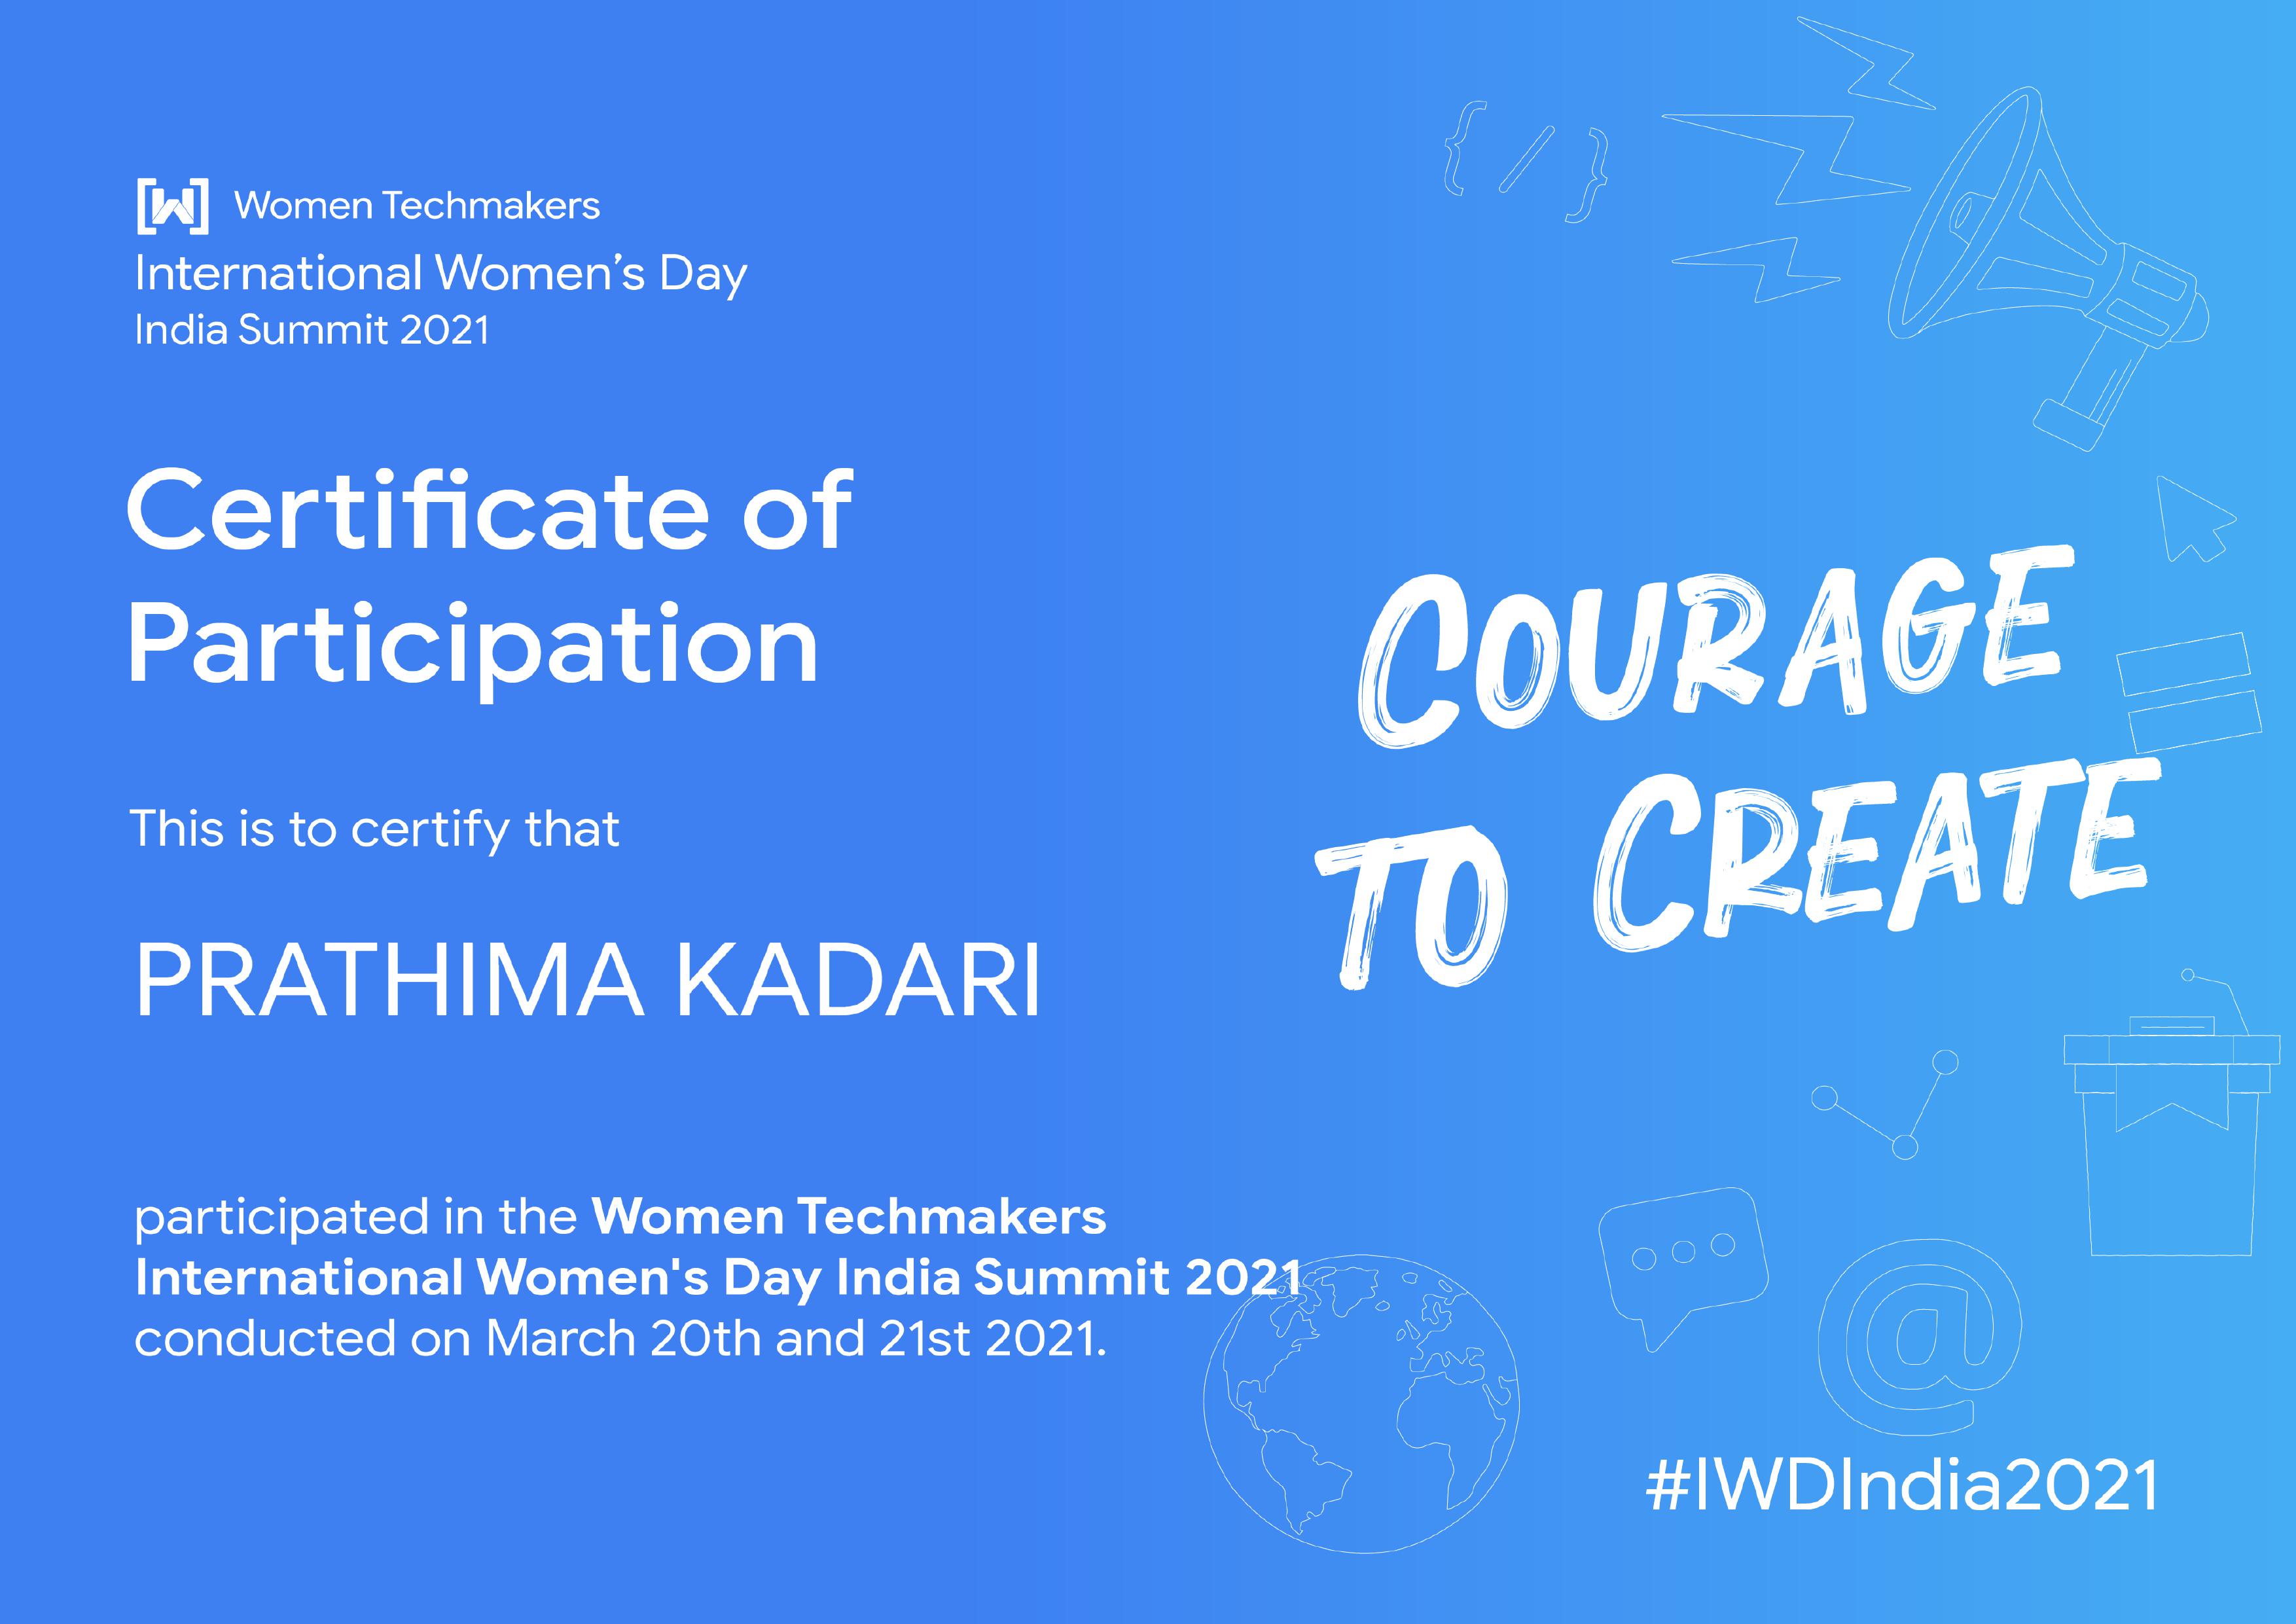 Women Techmakers
International Women’s Day
India Summit 2021
Certificate of
Participation
This is to certify that
PRATHIMA KADARI
participated in the Women Techmakers
International Women's Day India Summit 2021
conducted on March 20th and 21st 2021.
{ / }
COURAGE
TO CREATE
@
#IWDIndia2021